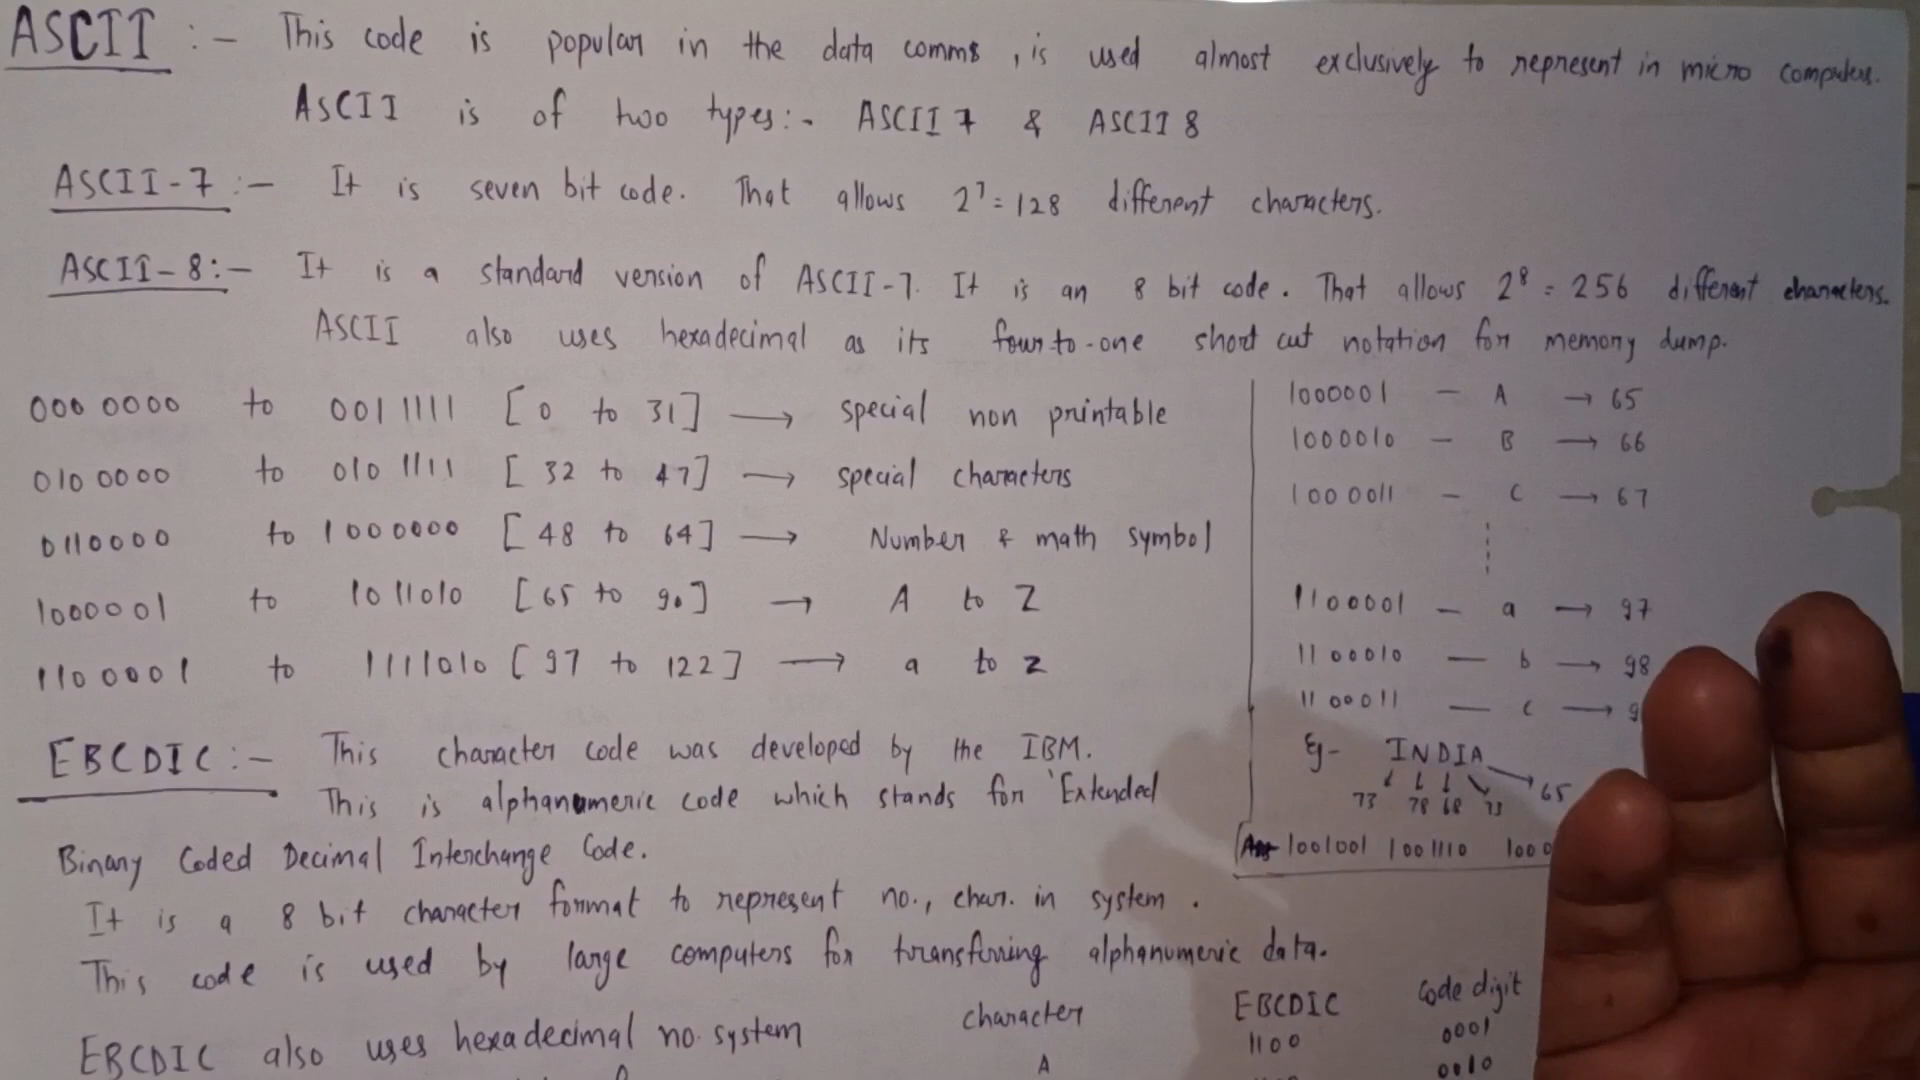 ASCII :- This code is popular in the data comms , is used almost exclusively to represent in micro computers.
ASCII is of two types:- ASCII 7 & ASCII 8
ASCII-7 :- It is seven bit code. That allows 2⁷ = 128 different characters.
ASCII-8 :- It is a standard version of ASCII-7. It is an 8 bit code. That allows 2⁸ = 256 different characters.
ASCII also uses hexadecimal as its four-to-one short cut notation for memory dump.
000 0000 to 001 1111 [ 0 to 31 ] → special non printable
010 0000 to 010 1111 [ 32 to 47 ] → special characters
0110000 to 1000000 [ 48 to 64 ] → Number & math symbol
1000001 to 1011010 [ 65 to 90 ] → A to Z
1100001 to 1111010 [ 97 to 122 ] → a to z
1000001 - A → 65
1000010 - B → 66
1000011 - C → 67
1100001 - a → 97
1100010 - b → 98
1100011 - c → 9
Eg- INDIA
73 78 68 73 65
Ans 1001001 1001110 1000
EBCDIC :- This character code was developed by the IBM.
This is alphanumeric code which stands for 'Extended
Binary Coded Decimal Interchange Code.
It is a 8 bit character format to represent no., char. in system .
This code is used by large computers for transferring alphanumeric data.
EBCDIC also uses hexadecimal no. system
character EBCDIC Code digit
A 1100 0001
0010